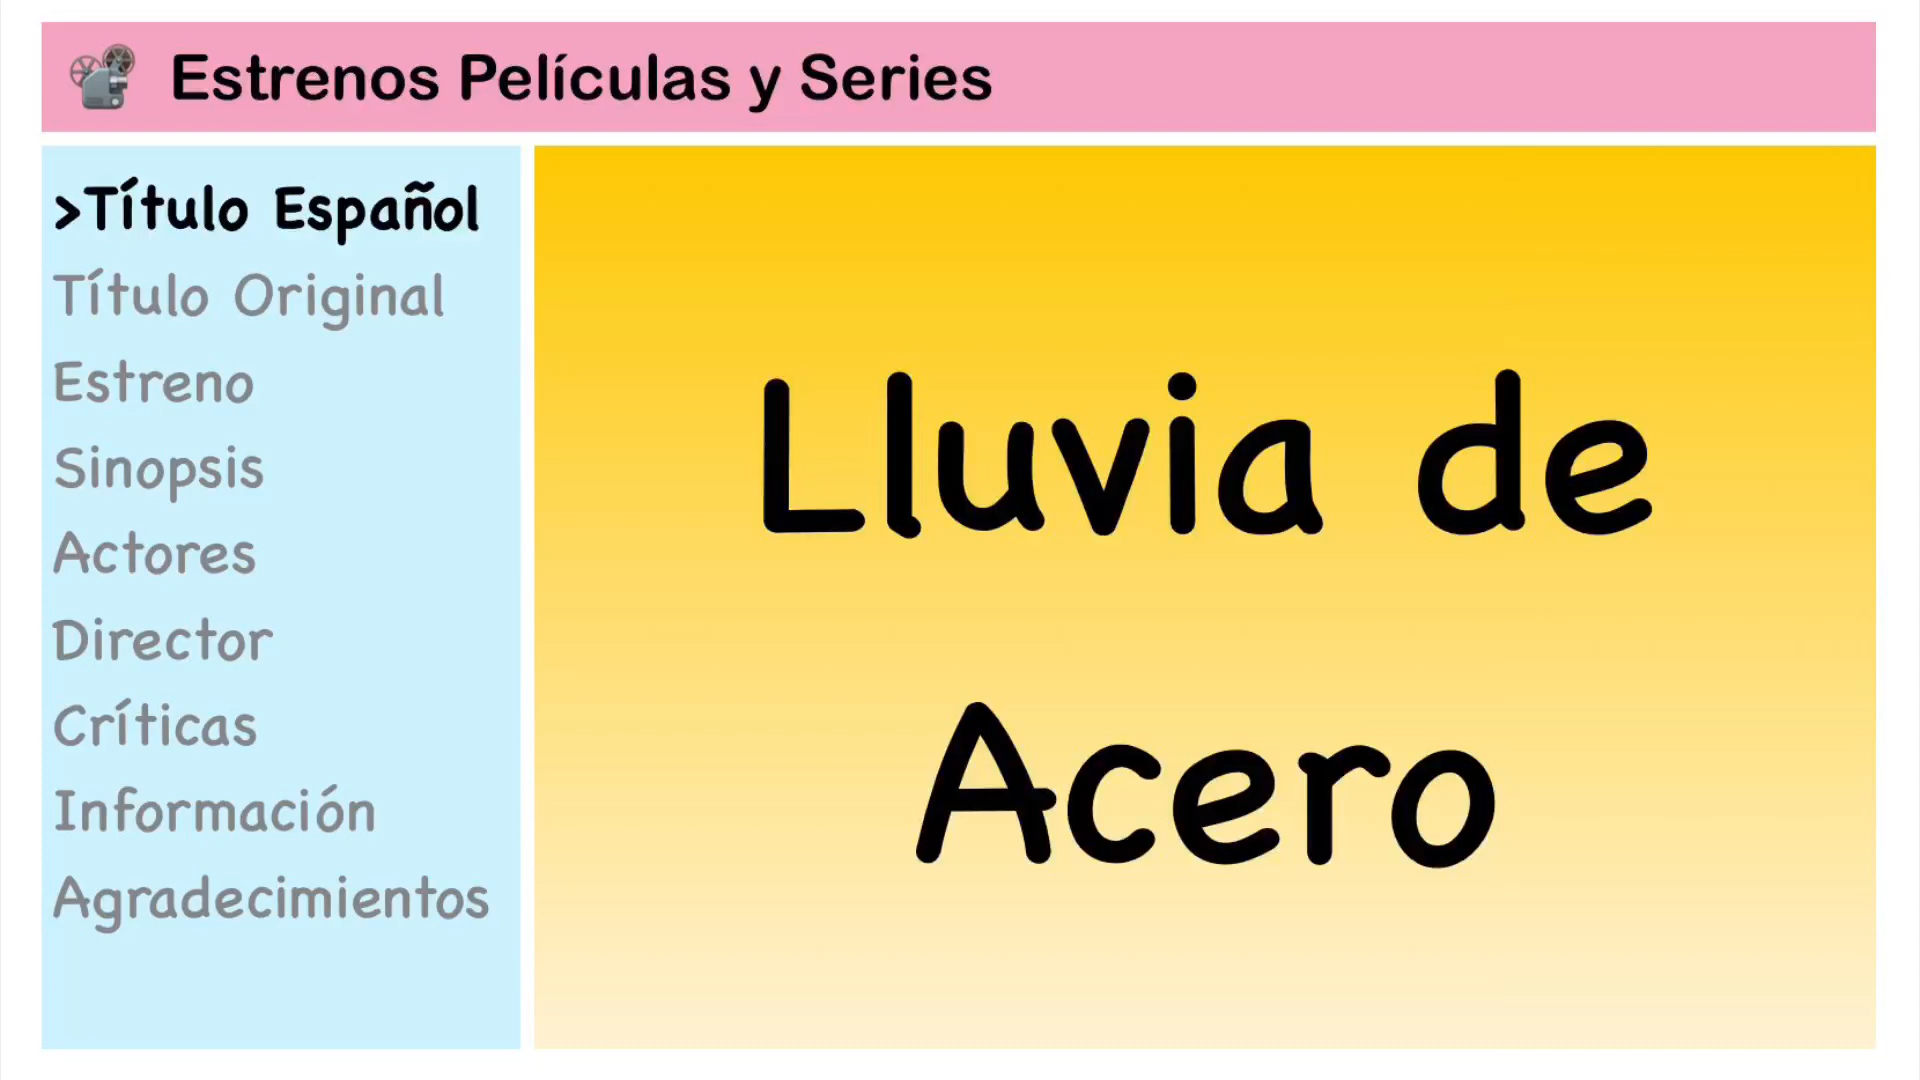 Estrenos Películas y Series
>Título Español
Título Original
Estreno
Sinopsis
Actores
Director
Críticas
Información
Agradecimientos
Lluvia de
Acero